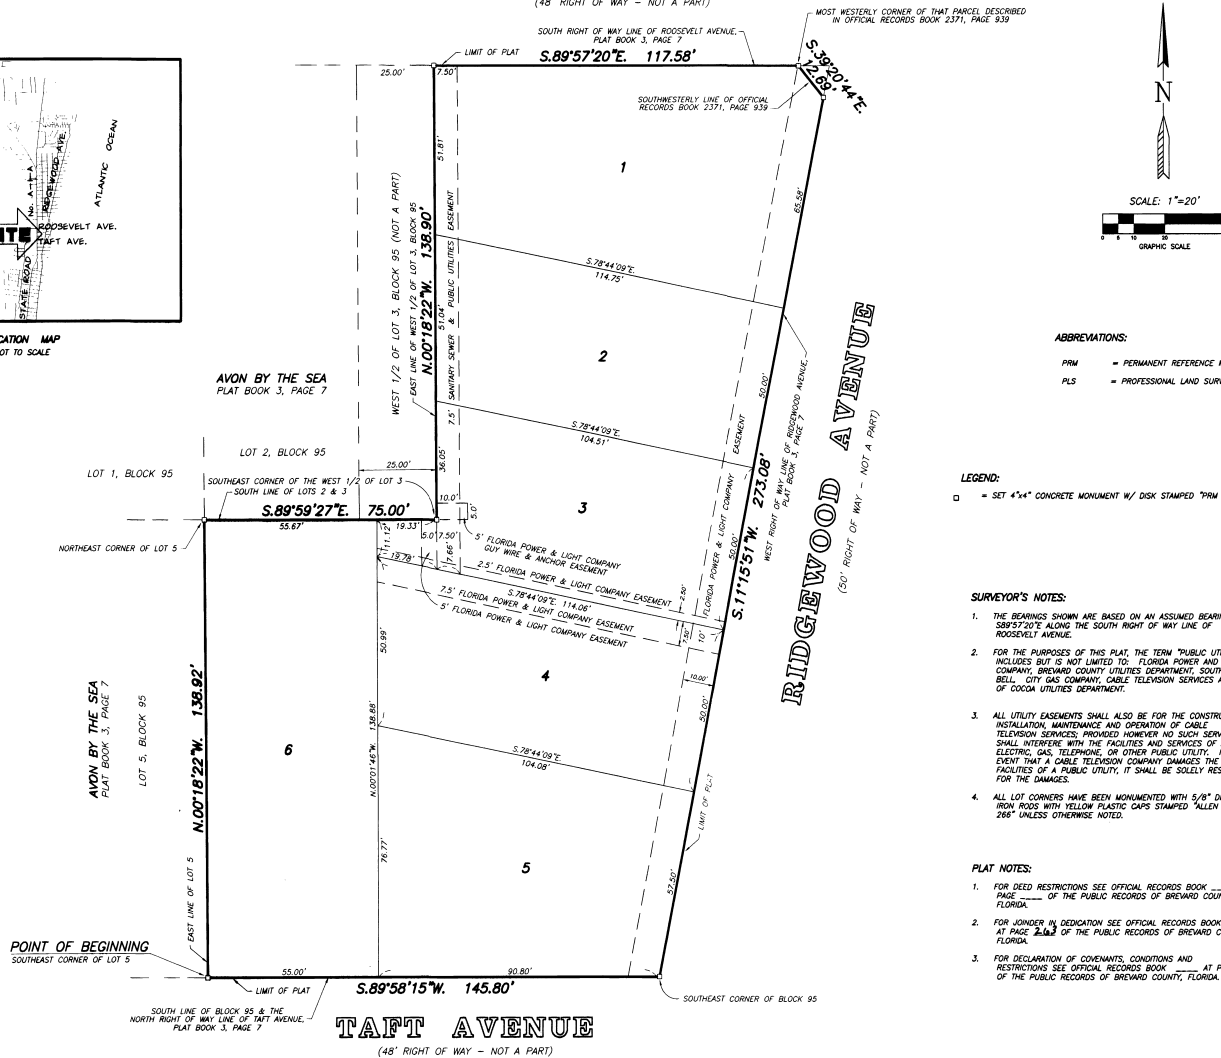 (48' RIGHT OF WAY - NOT A PART)
MOST WESTERLY CORNER OF THAT PARCEL DESCRIBED
IN OFFICIAL RECORDS BOOK 2371, PAGE 939
SOUTH RIGHT OF WAY LINE OF ROOSEVELT AVENUE,
PLAT BOOK 3, PAGE 7
LIMIT OF PLAT
S.89°57'20"E. 117.58'
S.39°20'44"E.
12.69'
25.00'
7.50'
SOUTHWESTERLY LINE OF OFFICIAL
RECORDS BOOK 2371, PAGE 939
N
SCALE: 1"=20'
0 5 10 20
GRAPHIC SCALE
ATLANTIC OCEAN
RIDGEWOOD AVE.
No. A-1-A
ROOSEVELT AVE.
TAFT AVE.
STATE ROAD
MAP
TO SCALE
1
51.81'
65.58'
S.78°44'09"E.
114.75'
WEST 1/2 OF LOT 3, BLOCK 95 (NOT A PART)
EAST LINE OF WEST 1/2 OF LOT 3, BLOCK 95
N.00°18'22"W. 138.90'
51.04'
7.5' SANITARY SEWER & PUBLIC UTILITIES EASEMENT
2
50.00'
S.78°44'09"E.
104.51'
WEST RIGHT OF WAY LINE OF RIDGEWOOD AVENUE,
PLAT BOOK 3, PAGE 7
RIDGEWOOD AVENUE
(50' RIGHT OF WAY - NOT A PART)
S.11°15'51"W. 273.08'
ABBREVIATIONS:
PRM = PERMANENT REFERENCE
PLS = PROFESSIONAL LAND
AVON BY THE SEA
PLAT BOOK 3, PAGE 7
LOT 2, BLOCK 95
LOT 1, BLOCK 95
25.00'
36.05'
SOUTHEAST CORNER OF THE WEST 1/2 OF LOT 3
SOUTH LINE OF LOTS 2 & 3
S.89°59'27"E. 75.00'
55.67'
19.33'
10.0'
5.0'
5.0'
7.50'
11.12'
7.66'
19.78'
3
50.00'
FLORIDA POWER & LIGHT COMPANY EASEMENT
NORTHEAST CORNER OF LOT 5
5' FLORIDA POWER & LIGHT COMPANY
GUY WIRE & ANCHOR EASEMENT
2.5' FLORIDA POWER & LIGHT COMPANY EASEMENT
S.78°44'09"E. 114.06'
7.5' FLORIDA POWER & LIGHT COMPANY EASEMENT
5' FLORIDA POWER & LIGHT COMPANY EASEMENT
2.50'
7.50'
10'
10.00'
LEGEND:
= SET 4"x4" CONCRETE MONUMENT W/ DISK STAMPED "PRM
SURVEYOR'S NOTES:
1. THE BEARINGS SHOWN ARE BASED ON AN ASSUMED
S89°57'20"E ALONG THE SOUTH RIGHT OF WAY LINE OF
ROOSEVELT AVENUE.
2. FOR THE PURPOSES OF THIS PLAT, THE TERM "PUBLIC
INCLUDES BUT IS NOT LIMITED TO: FLORIDA POWER AND
COMPANY, BREVARD COUNTY UTILITIES DEPARTMENT,
BELL, CITY GAS COMPANY, CABLE TELEVISION SERVICES
OF COCOA UTILITIES DEPARTMENT.
3. ALL UTILITY EASEMENTS SHALL ALSO BE FOR THE
INSTALLATION, MAINTENANCE AND OPERATION OF CABLE
TELEVISION SERVICES; PROVIDED HOWEVER NO SUCH
SHALL INTERFERE WITH THE FACILITIES AND SERVICES OF
ELECTRIC, GAS, TELEPHONE, OR OTHER PUBLIC UTILITY.
EVENT THAT A CABLE TELEVISION COMPANY DAMAGES THE
FACILITIES OF A PUBLIC UTILITY, IT SHALL BE SOLELY
FOR THE DAMAGES.
4. ALL LOT CORNERS HAVE BEEN MONUMENTED WITH 5/8"
IRON RODS WITH YELLOW PLASTIC CAPS STAMPED "ALLEN
266" UNLESS OTHERWISE NOTED.
4
50.99'
50.00'
S.78°44'09"E.
104.08'
6
N.00°18'22"W. 138.92'
N.00°01'46"W. 138.88'
AVON BY THE SEA
PLAT BOOK 3, PAGE 7
LOT 5, BLOCK 95
EAST LINE OF LOT 5
5
76.77'
57.50'
LIMIT OF PLAT
PLAT NOTES:
1. FOR DEED RESTRICTIONS SEE OFFICIAL RECORDS BOOK
PAGE ____ OF THE PUBLIC RECORDS OF BREVARD
FLORIDA.
2. FOR JOINDER IN DEDICATION SEE OFFICIAL RECORDS BOOK
AT PAGE 263 OF THE PUBLIC RECORDS OF BREVARD
FLORIDA.
3. FOR DECLARATION OF COVENANTS, CONDITIONS AND
RESTRICTIONS SEE OFFICIAL RECORDS BOOK ____ AT
OF THE PUBLIC RECORDS OF BREVARD COUNTY, FLORIDA.
POINT OF BEGINNING
SOUTHEAST CORNER OF LOT 5
55.00'
90.80'
LIMIT OF PLAT
S.89°58'15"W. 145.80'
SOUTHEAST CORNER OF BLOCK 95
SOUTH LINE OF BLOCK 95 & THE
NORTH RIGHT OF WAY LINE OF TAFT AVENUE,
PLAT BOOK 3, PAGE 7
TAFT AVENUE
(48' RIGHT OF WAY - NOT A PART)